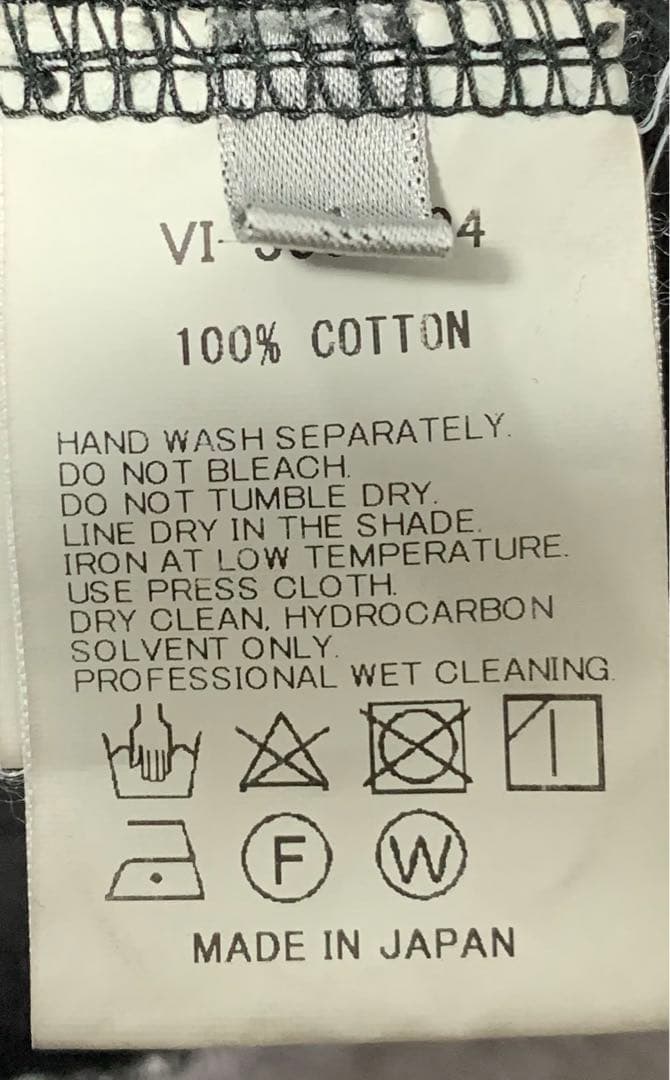 100% COTTON
HAND WASH SEPARATELY.
DO NOT BLEACH.
DO NOT TUMBLE DRY.
LINE DRY IN THE SHADE.
IRON AT LOW TEMPERATURE.
USE PRESS CLOTH.
DRY CLEAN, HYDROCARBON
SOLVENT ONLY.
PROFESSIONAL WET CLEANING.
F W
MADE IN JAPAN